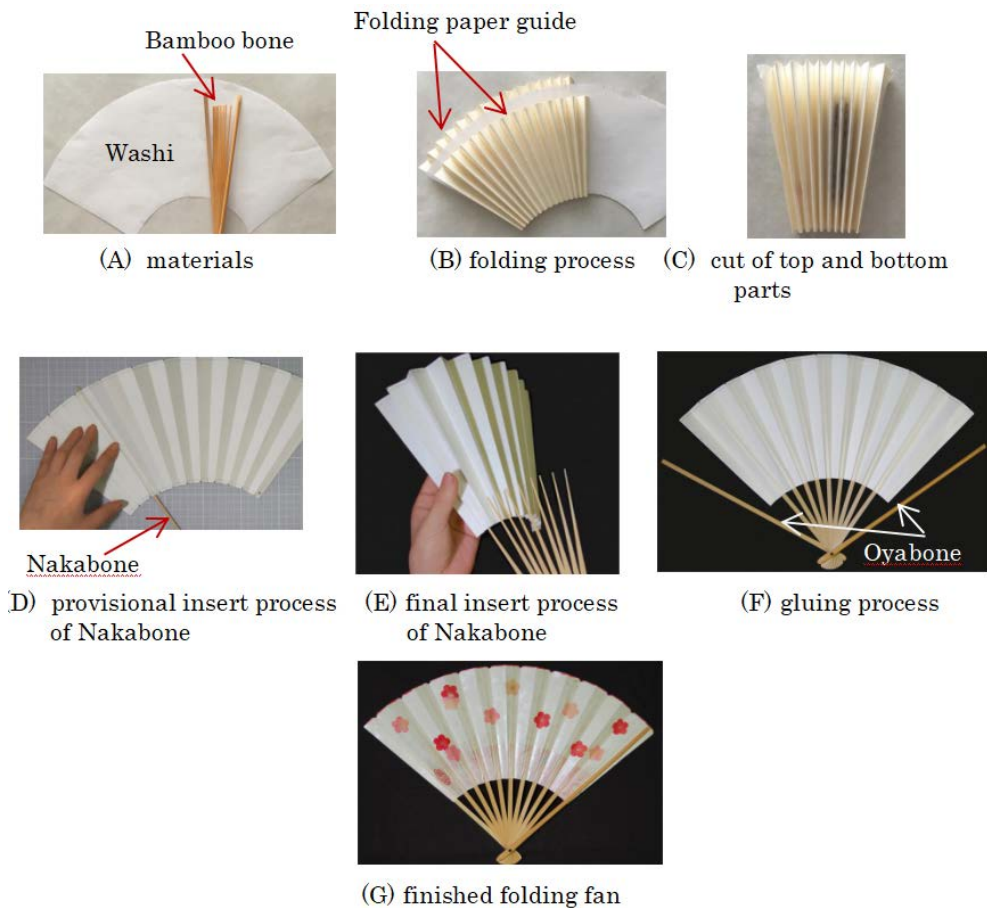 Bamboo bone
Folding paper guide
Washi
(A) materials
(B) folding process
(C) cut of top and bottom
parts
Nakabone
Oyabone
D) provisional insert process
of Nakabone
(E) final insert process
of Nakabone
(F) gluing process
(G) finished folding fan